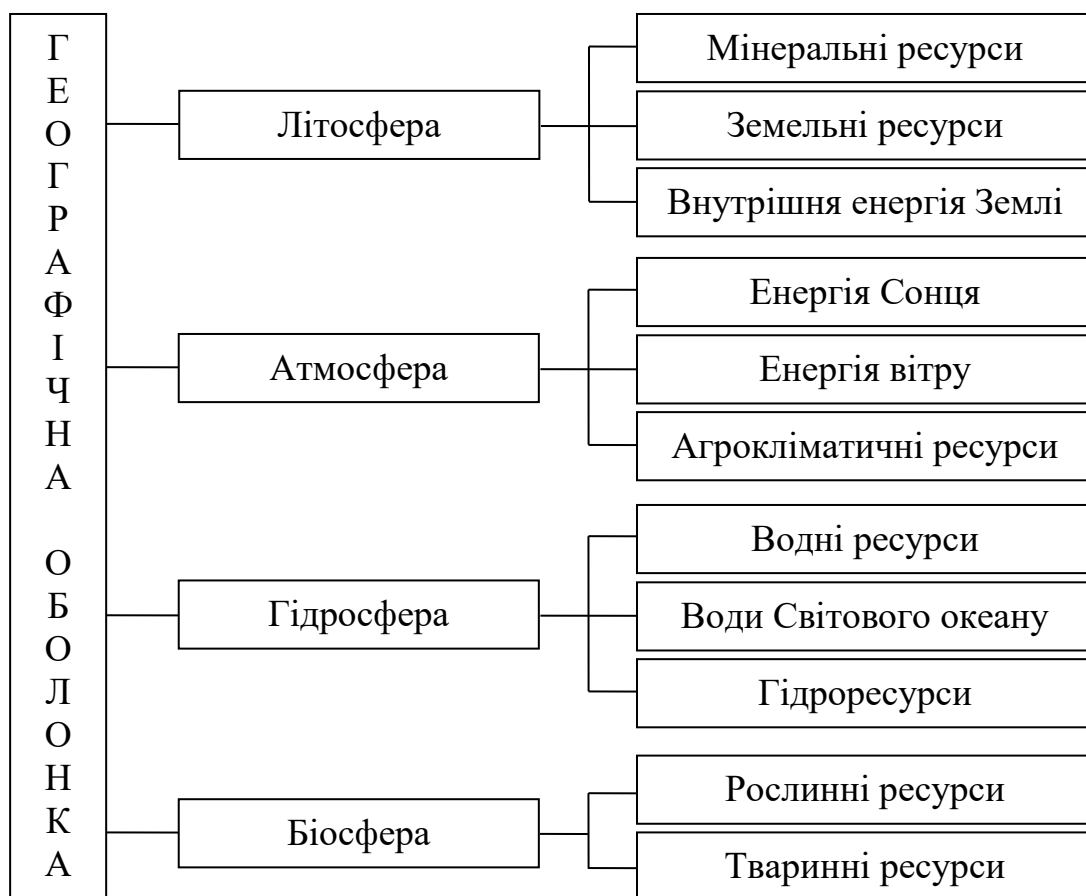 ГЕОГРАФІЧНА ОБОЛОНКА
Літосфера
Мінеральні ресурси
Земельні ресурси
Внутрішня енергія Землі
Атмосфера
Енергія Сонця
Енергія вітру
Агрокліматичні ресурси
Гідросфера
Водні ресурси
Води Світового океану
Гідроресурси
Біосфера
Рослинні ресурси
Тваринні ресурси